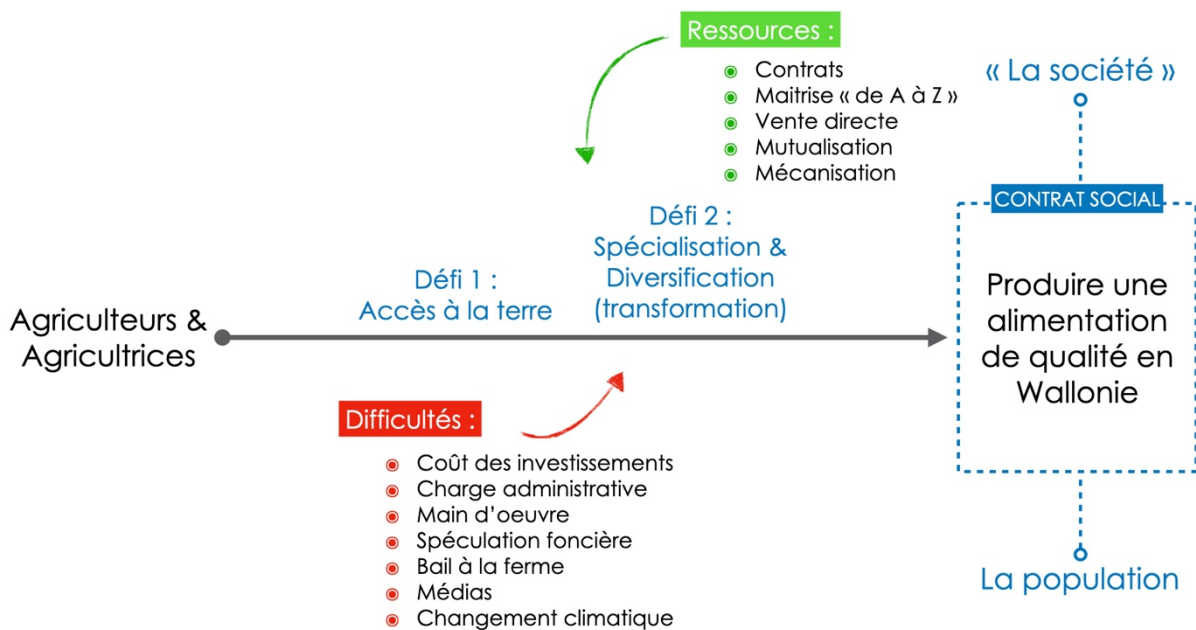 Ressources :
Contrats
Maitrise « de A à Z »
Vente directe
Mutualisation
Mécanisation
« La société »
CONTRAT SOCIAL
Produire une
alimentation
de qualité en
Wallonie
La population
Agriculteurs &
Agricultrices
Défi 1 :
Accès à la terre
Défi 2 :
Spécialisation &
Diversification
(transformation)
Difficultés :
Coût des investissements
Charge administrative
Main d'oeuvre
Spéculation foncière
Bail à la ferme
Médias
Changement climatique